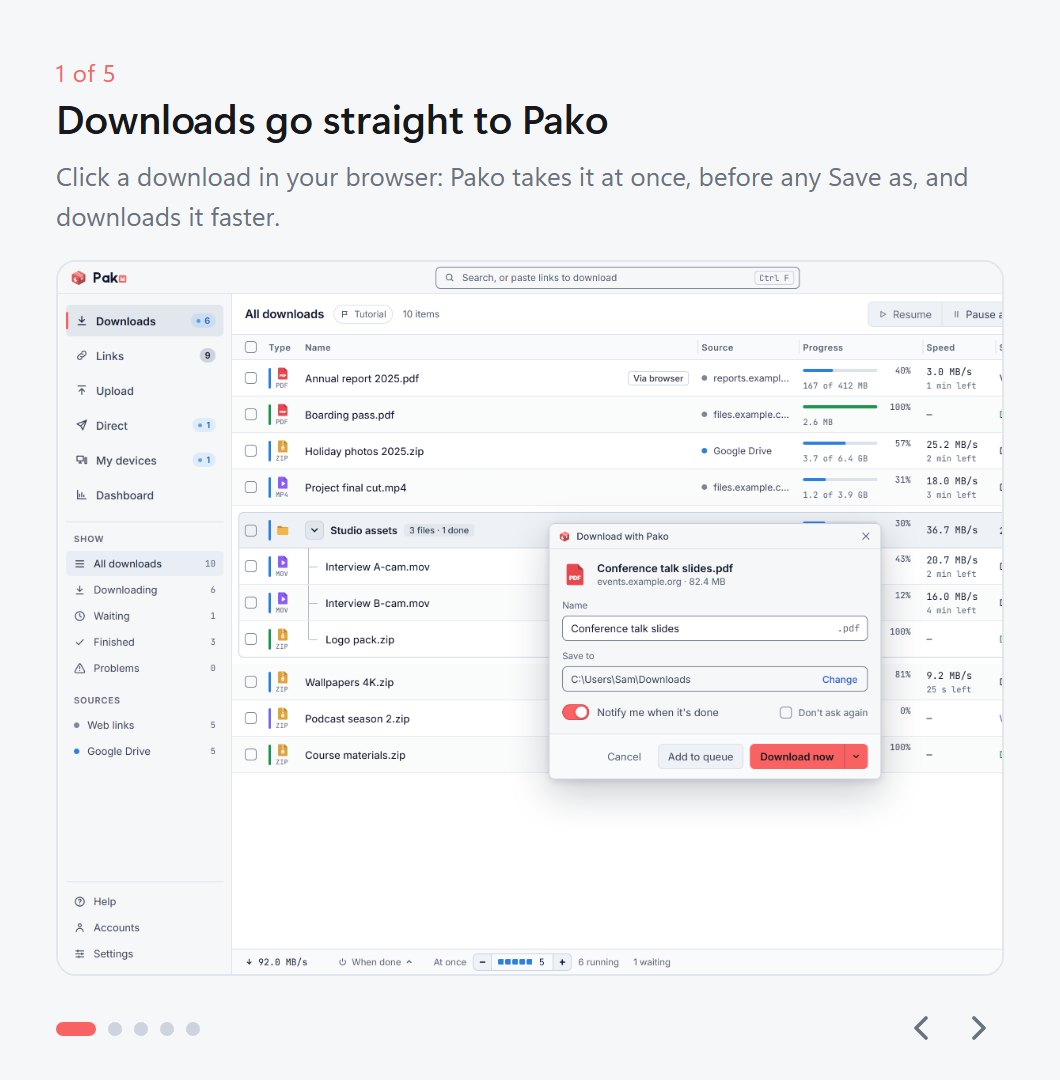 1 of 5
Downloads go straight to Pako
Click a download in your browser: Pako takes it at once, before any Save as, and
downloads it faster.
Pako
Search, or paste links to download
Ctrl F
Downloads 6
Links 9
Upload
Direct 1
My devices 1
Dashboard
SHOW
All downloads 10
Downloading 6
Waiting 1
Finished 3
Problems 0
SOURCES
Web links 5
Google Drive 5
Help
Accounts
Settings
All downloads Tutorial 10 items Resume Pause
Type Name Source Progress Speed
PDF Annual report 2025.pdf Via browser reports.exampl... 167 of 412 MB 40% 3.0 MB/s 1 min left
PDF Boarding pass.pdf files.example.c... 2.6 MB 100% –
ZIP Holiday photos 2025.zip Google Drive 3.7 of 6.4 GB 57% 25.2 MB/s 2 min left
MP4 Project final cut.mp4 files.example.c... 1.2 of 3.9 GB 31% 18.0 MB/s 3 min left
Studio assets 3 files · 1 done 30% 36.7 MB/s
MOV Interview A-cam.mov 43% 20.7 MB/s 2 min left
MOV Interview B-cam.mov 12% 16.0 MB/s 4 min left
ZIP Logo pack.zip 100% –
ZIP Wallpapers 4K.zip 81% 9.2 MB/s 25 s left
ZIP Podcast season 2.zip 0% –
ZIP Course materials.zip 100% –
Download with Pako
PDF
Conference talk slides.pdf
events.example.org · 82.4 MB
Name
Conference talk slides .pdf
Save to
C:\Users\Sam\Downloads Change
Notify me when it's done Don't ask again
Cancel Add to queue Download now
92.0 MB/s When done At once − 5 + 6 running 1 waiting